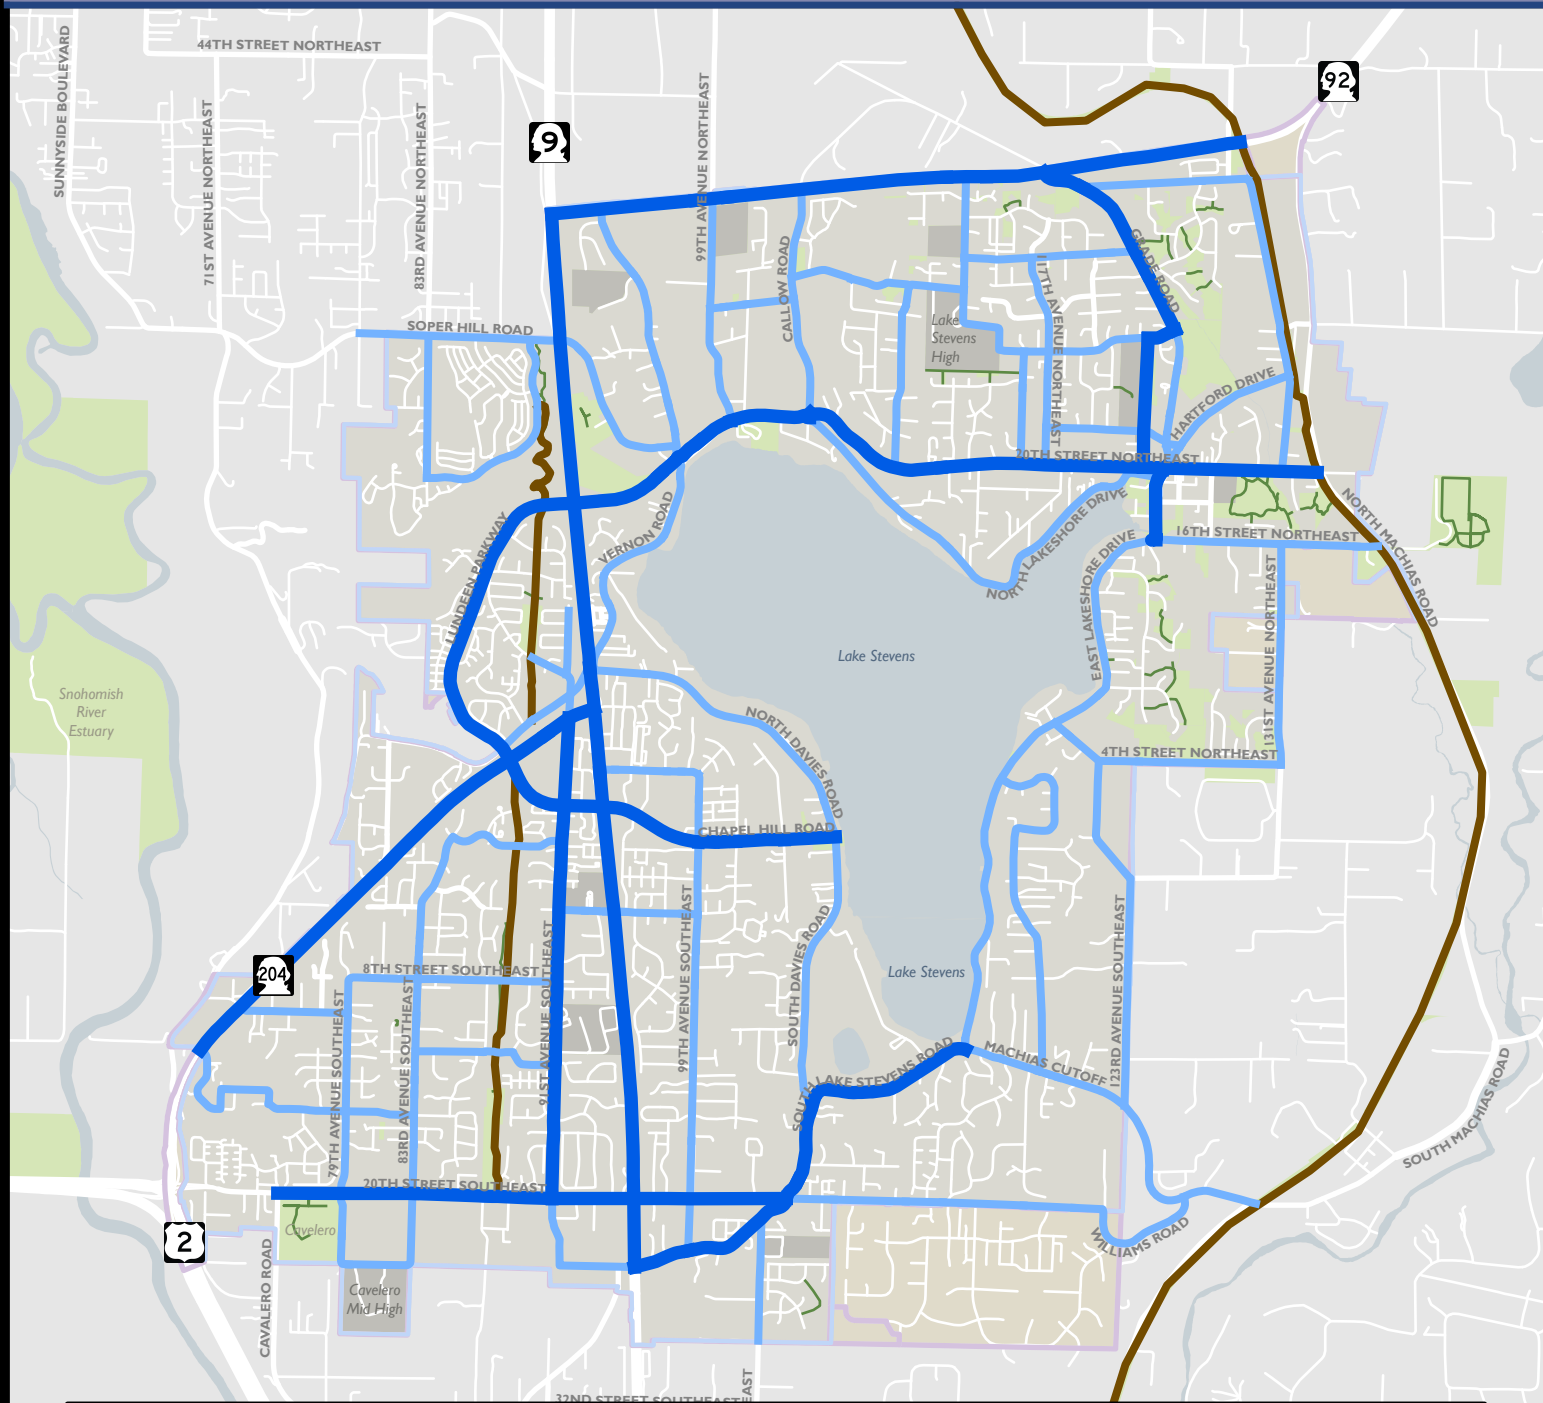 44TH STREET NORTHEAST
SUNNYSIDE BOULEVARD
92
71ST AVENUE NORTHEAST
83RD AVENUE NORTHEAST
99TH AVENUE NORTHEAST
9
CALLOW ROAD
GRADE ROAD
117TH AVENUE NORTHEAST
SOPER HILL ROAD
Lake
Stevens
High
HARTFORD DRIVE
20TH STREET NORTHEAST
NORTH MACHIAS ROAD
LUNDEEN PARKWAY
VERNON ROAD
NORTH LAKESHORE DRIVE
16TH STREET NORTHEAST
EAST LAKESHORE DRIVE
131ST AVENUE NORTHEAST
Lake Stevens
Snohomish
River
Estuary
NORTH DAVIES ROAD
4TH STREET NORTHEAST
CHAPEL HILL ROAD
99TH AVENUE SOUTHEAST
SOUTH DAVIES ROAD
123RD AVENUE SOUTHEAST
204
8TH STREET SOUTHEAST
91ST AVENUE SOUTHEAST
Lake Stevens
79TH AVENUE SOUTHEAST
83RD AVENUE SOUTHEAST
SOUTH LAKE STEVENS ROAD
MACHIAS CUTOFF
SOUTH MACHIAS ROAD
20TH STREET SOUTHEAST
2
Cavelero
WILLIAMS ROAD
CAVALERO ROAD
Cavelero
Mid High
32ND STREET SOUTHEAST
EAST